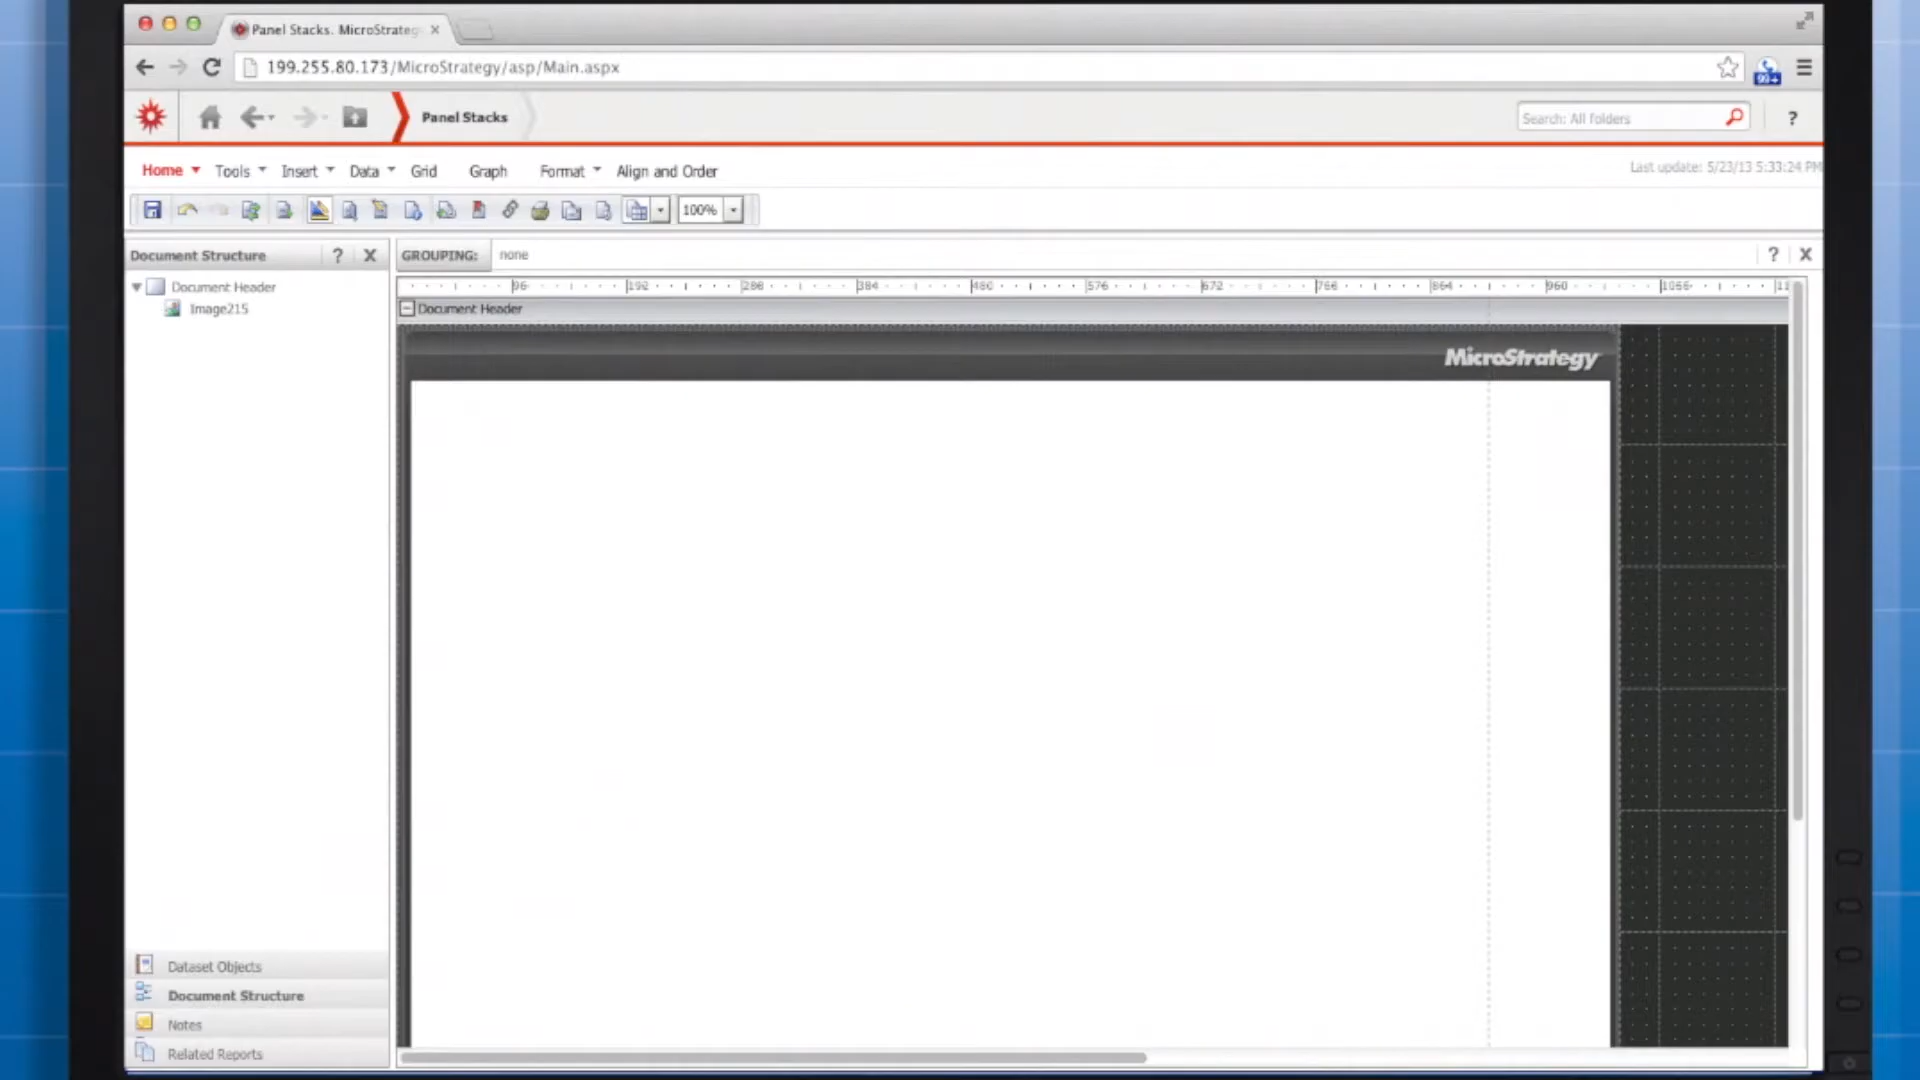 Panel Stacks. MicroStrateg
199.255.80.173/MicroStrategy/asp/Main.aspx
99+
Panel Stacks
Search: All folders
?
Home Tools Insert Data Grid Graph Format Align and Order
Last update: 5/23/13 5:33:24 PM
100%
Document Structure ? X
GROUPING: none ? X
96 192 288 384 480 576 672 768 864 960 1056 11
Document Header
Image215
Document Header
MicroStrategy
Dataset Objects
Document Structure
Notes
Related Reports